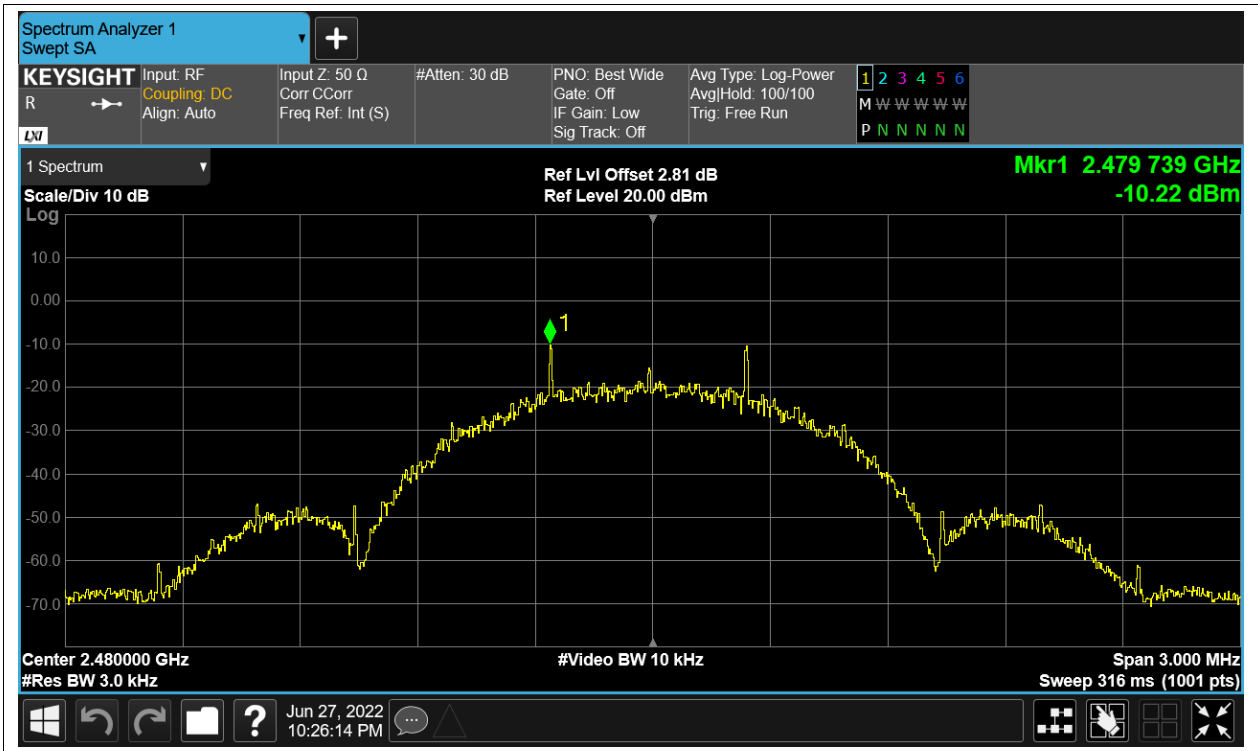 Spectrum Analyzer 1
Swept SA
+
KEYSIGHT
R
LXI
Input: RF
Coupling: DC
Align: Auto
Input Z: 50 Ω
Corr CCorr
Freq Ref: Int (S)
#Atten: 30 dB
PNO: Best Wide
Gate: Off
IF Gain: Low
Sig Track: Off
Avg Type: Log-Power
Avg|Hold: 100/100
Trig: Free Run
1 2 3 4 5 6
M W W W W W W
P N N N N N
1 Spectrum
Scale/Div 10 dB
Log
Ref Lvl Offset 2.81 dB
Ref Level 20.00 dBm
Mkr1 2.479 739 GHz
-10.22 dBm
10.0
0.00
-10.0
-20.0
-30.0
-40.0
-50.0
-60.0
-70.0
1
Center 2.480000 GHz
#Res BW 3.0 kHz
#Video BW 10 kHz
Span 3.000 MHz
Sweep 316 ms (1001 pts)
?
Jun 27, 2022
10:26:14 PM